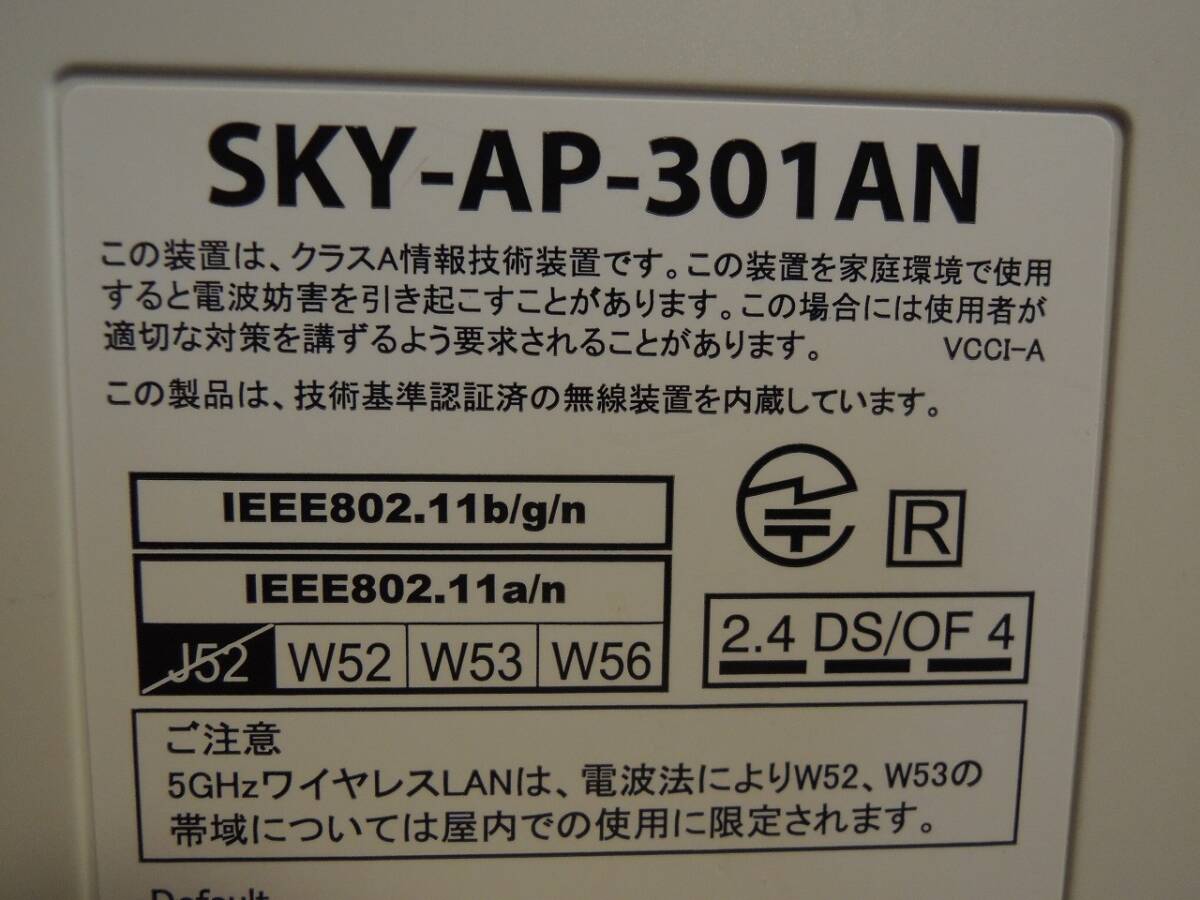 SKY-AP-301AN
この装置は、クラスA情報技術装置です。この装置を家庭環境で使用
すると電波妨害を引き起こすことがあります。この場合には使用者が
適切な対策を講ずるよう要求されることがあります。 VCCI-A
この製品は、技術基準認証済の無線装置を内蔵しています。
IEEE802.11b/g/n
R
IEEE802.11a/n
J52 W52 W53 W56
2.4 DS/OF 4
ご注意
5GHzワイヤレスLANは、電波法によりW52、W53の
帯域については屋内での使用に限定されます。
Default